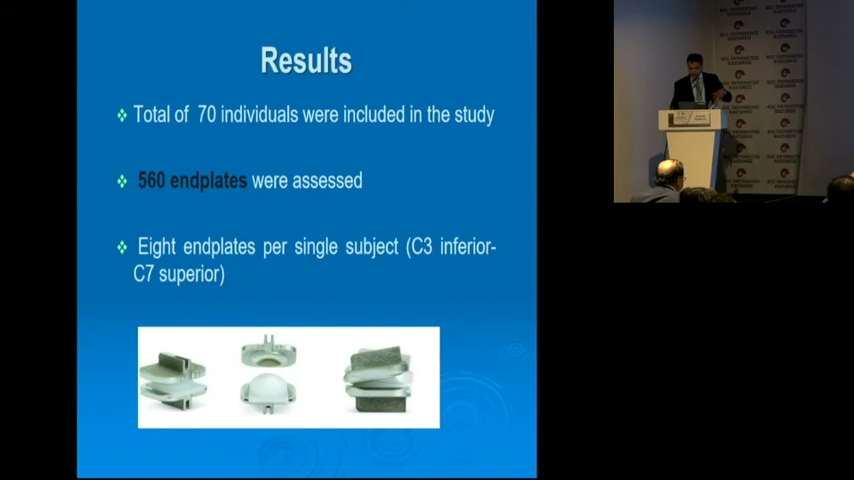 Results
Total of 70 individuals were included in the study
560 endplates were assessed
Eight endplates per single subject (C3 inferior-
C7 superior)